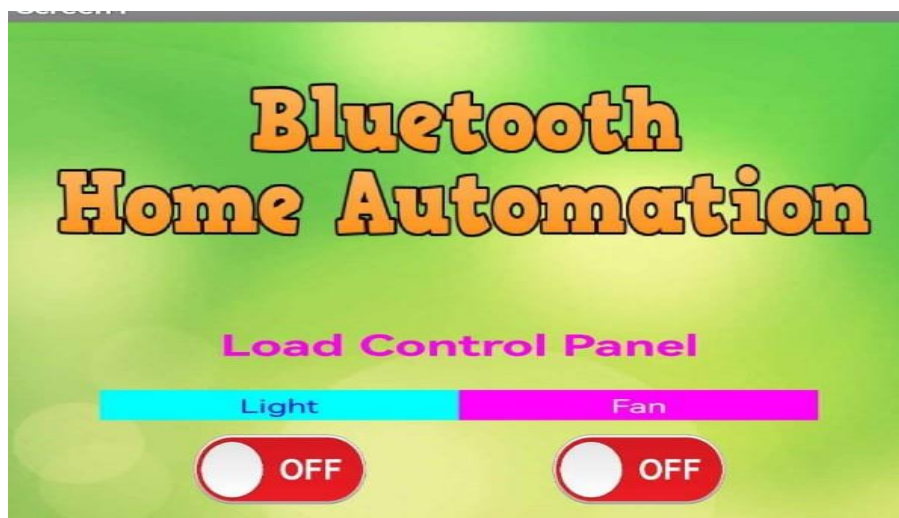 Bluetooth
Home Automation
Load Control Panel
Light Fan
OFF OFF